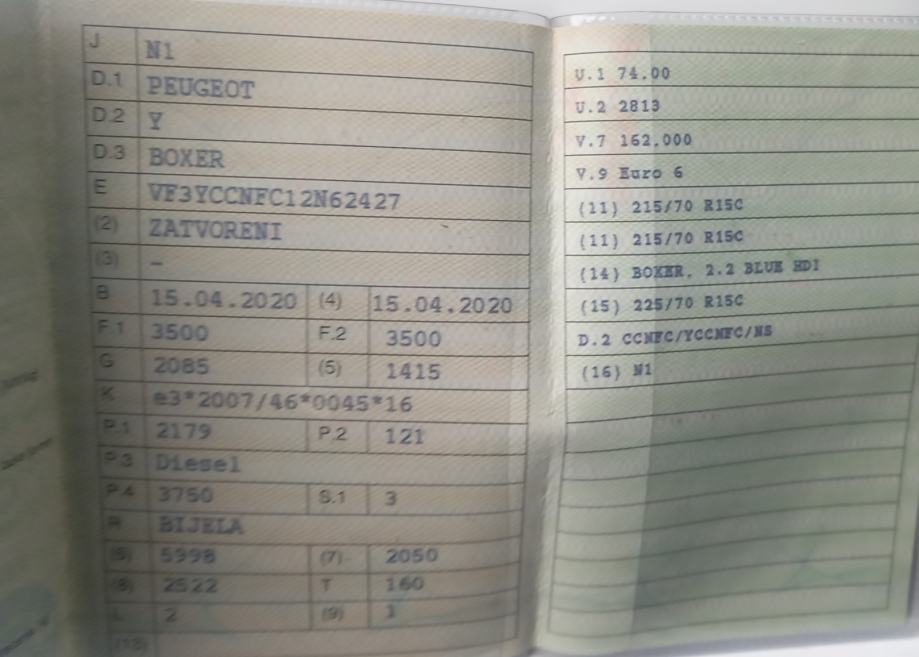 J N1
D.1 PEUGEOT
D.2 Y
D.3 BOXER
E VF3YCCNFC12N62427
(2) ZATVORENI
(3) –
B 15.04.2020 (4) 15.04.2020
F.1 3500 F.2 3500
G 2085 (5) 1415
K e3*2007/46*0045*16
P.1 2179 P.2 121
P.3 Diesel
P.4 3750 S.1 3
R BIJELA
(6) 5998 (7) 2050
(8) 2522 T 160
L 2 (9) 1
(13)
U.1 74.00
U.2 2813
V.7 162.000
V.9 Euro 6
(11) 215/70 R15C
(11) 215/70 R15C
(14) BOXER, 2.2 BLUE HDI
(15) 225/70 R15C
D.2 CCNFC/YCCNFC/NS
(16) N1